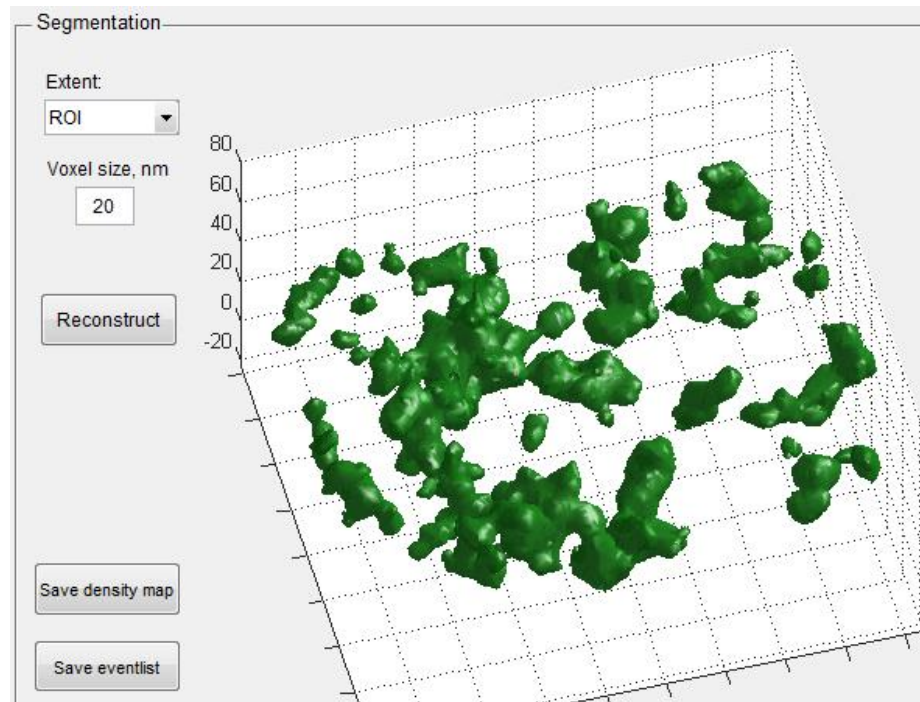 Segmentation
Extent:
ROI
Voxel size, nm
20
Reconstruct
Save density map
Save eventlist
80
60
40
20
0
-20